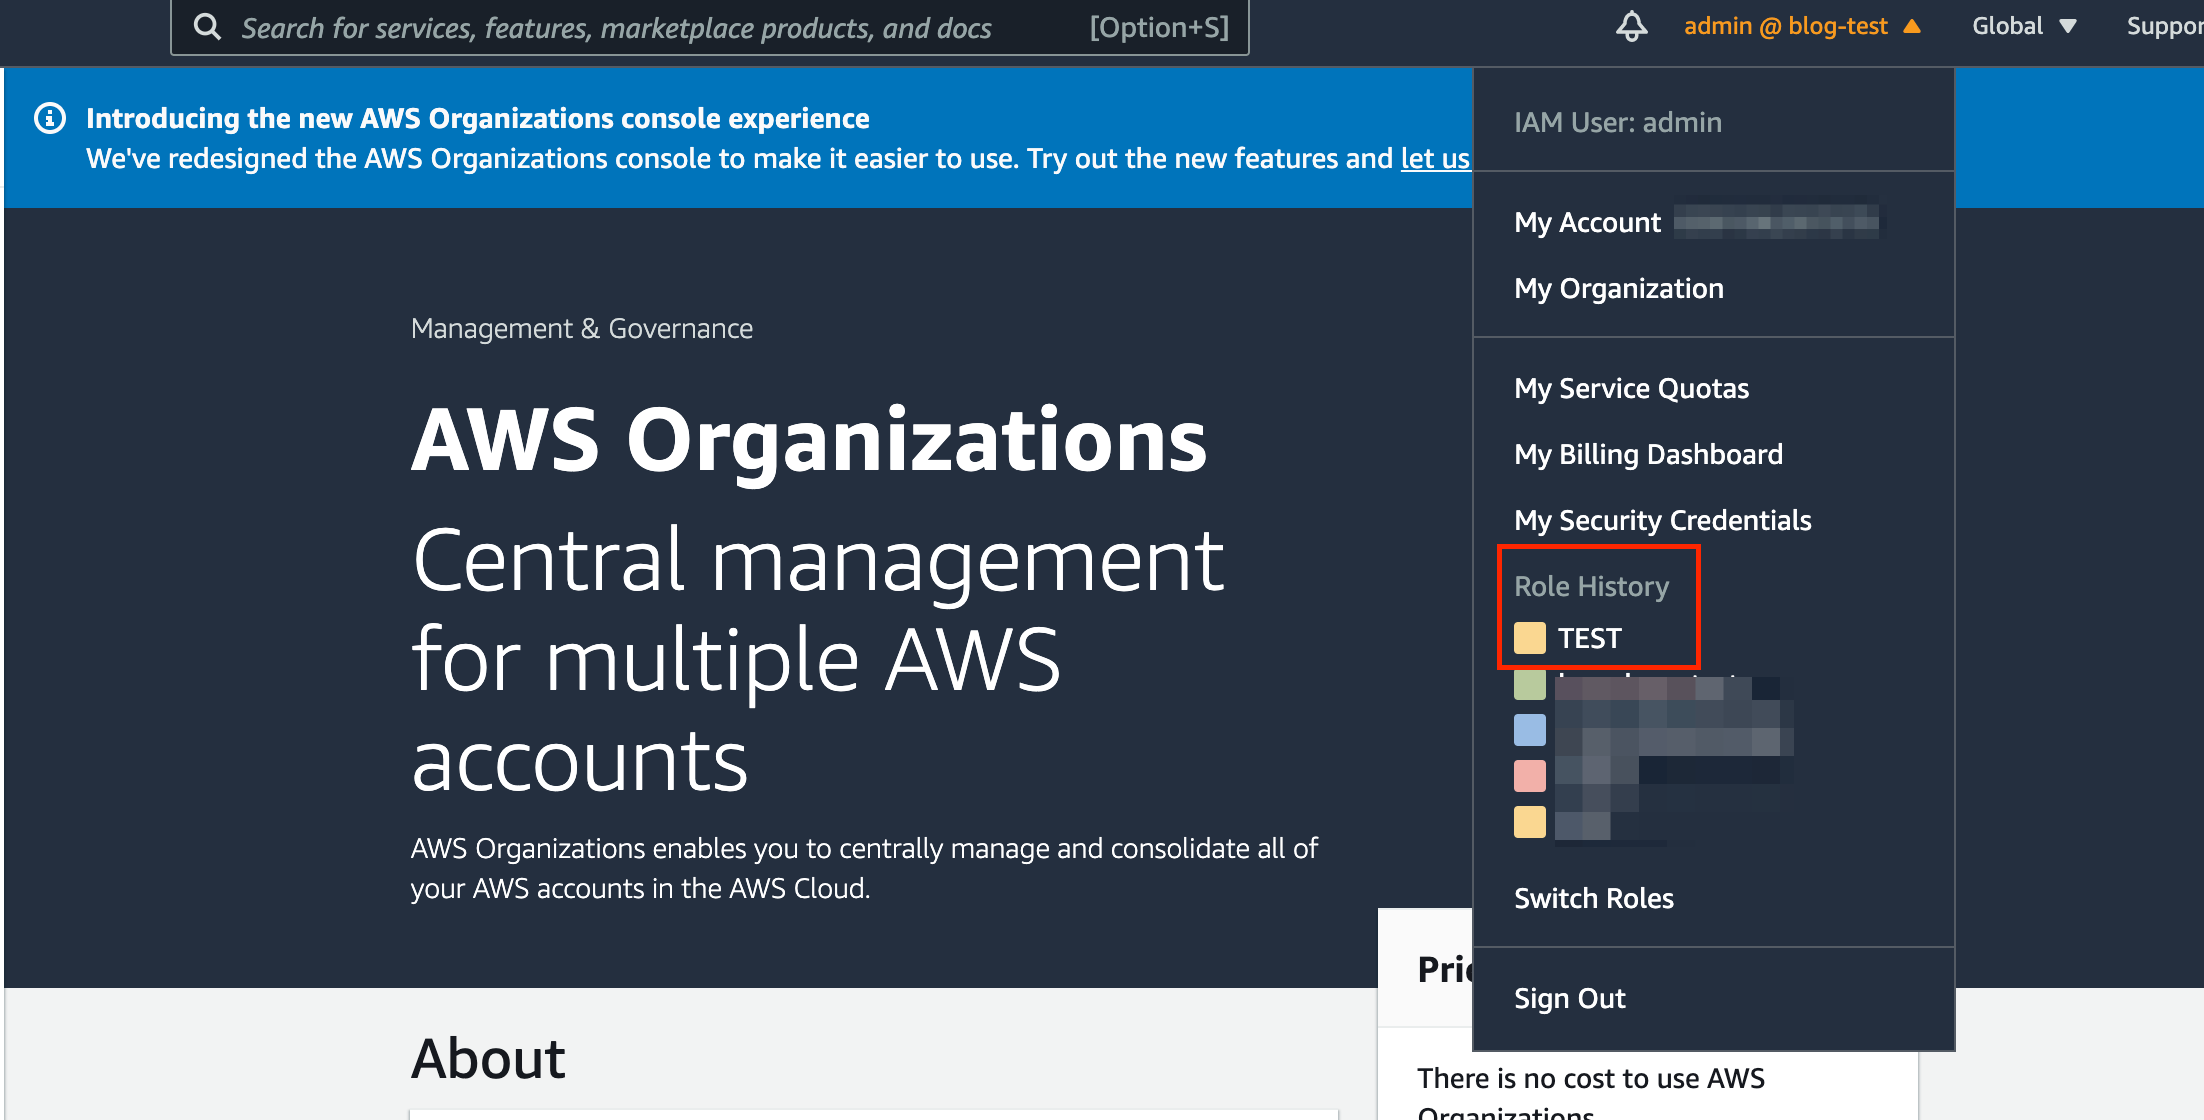 Search for services, features, marketplace products, and docs [Option+S]
admin @ blog-test Global Suppor
Introducing the new AWS Organizations console experience
We've redesigned the AWS Organizations console to make it easier to use. Try out the new features and let us
IAM User: admin
My Account
My Organization
My Service Quotas
My Billing Dashboard
My Security Credentials
Role History
TEST
Switch Roles
Sign Out
Management & Governance
AWS Organizations
Central management
for multiple AWS
accounts
AWS Organizations enables you to centrally manage and consolidate all of
your AWS accounts in the AWS Cloud.
About
Pric
There is no cost to use AWS
Organizations